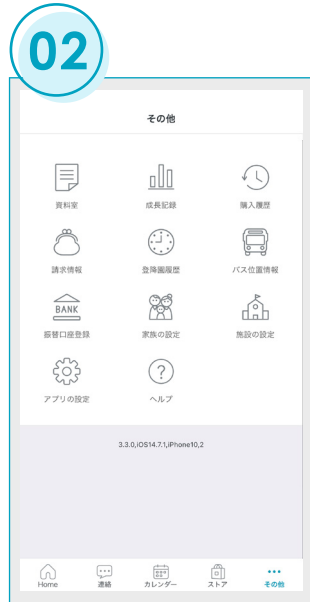 02
その他
資料室 成長記録 購入履歴
請求情報 登降園履歴 バス位置情報
BANK
振替口座登録 家族の設定 施設の設定
アプリの設定 ヘルプ
3.3.0,iOS14.7.1,iPhone10,2
Home 連絡 カレンダー ストア その他